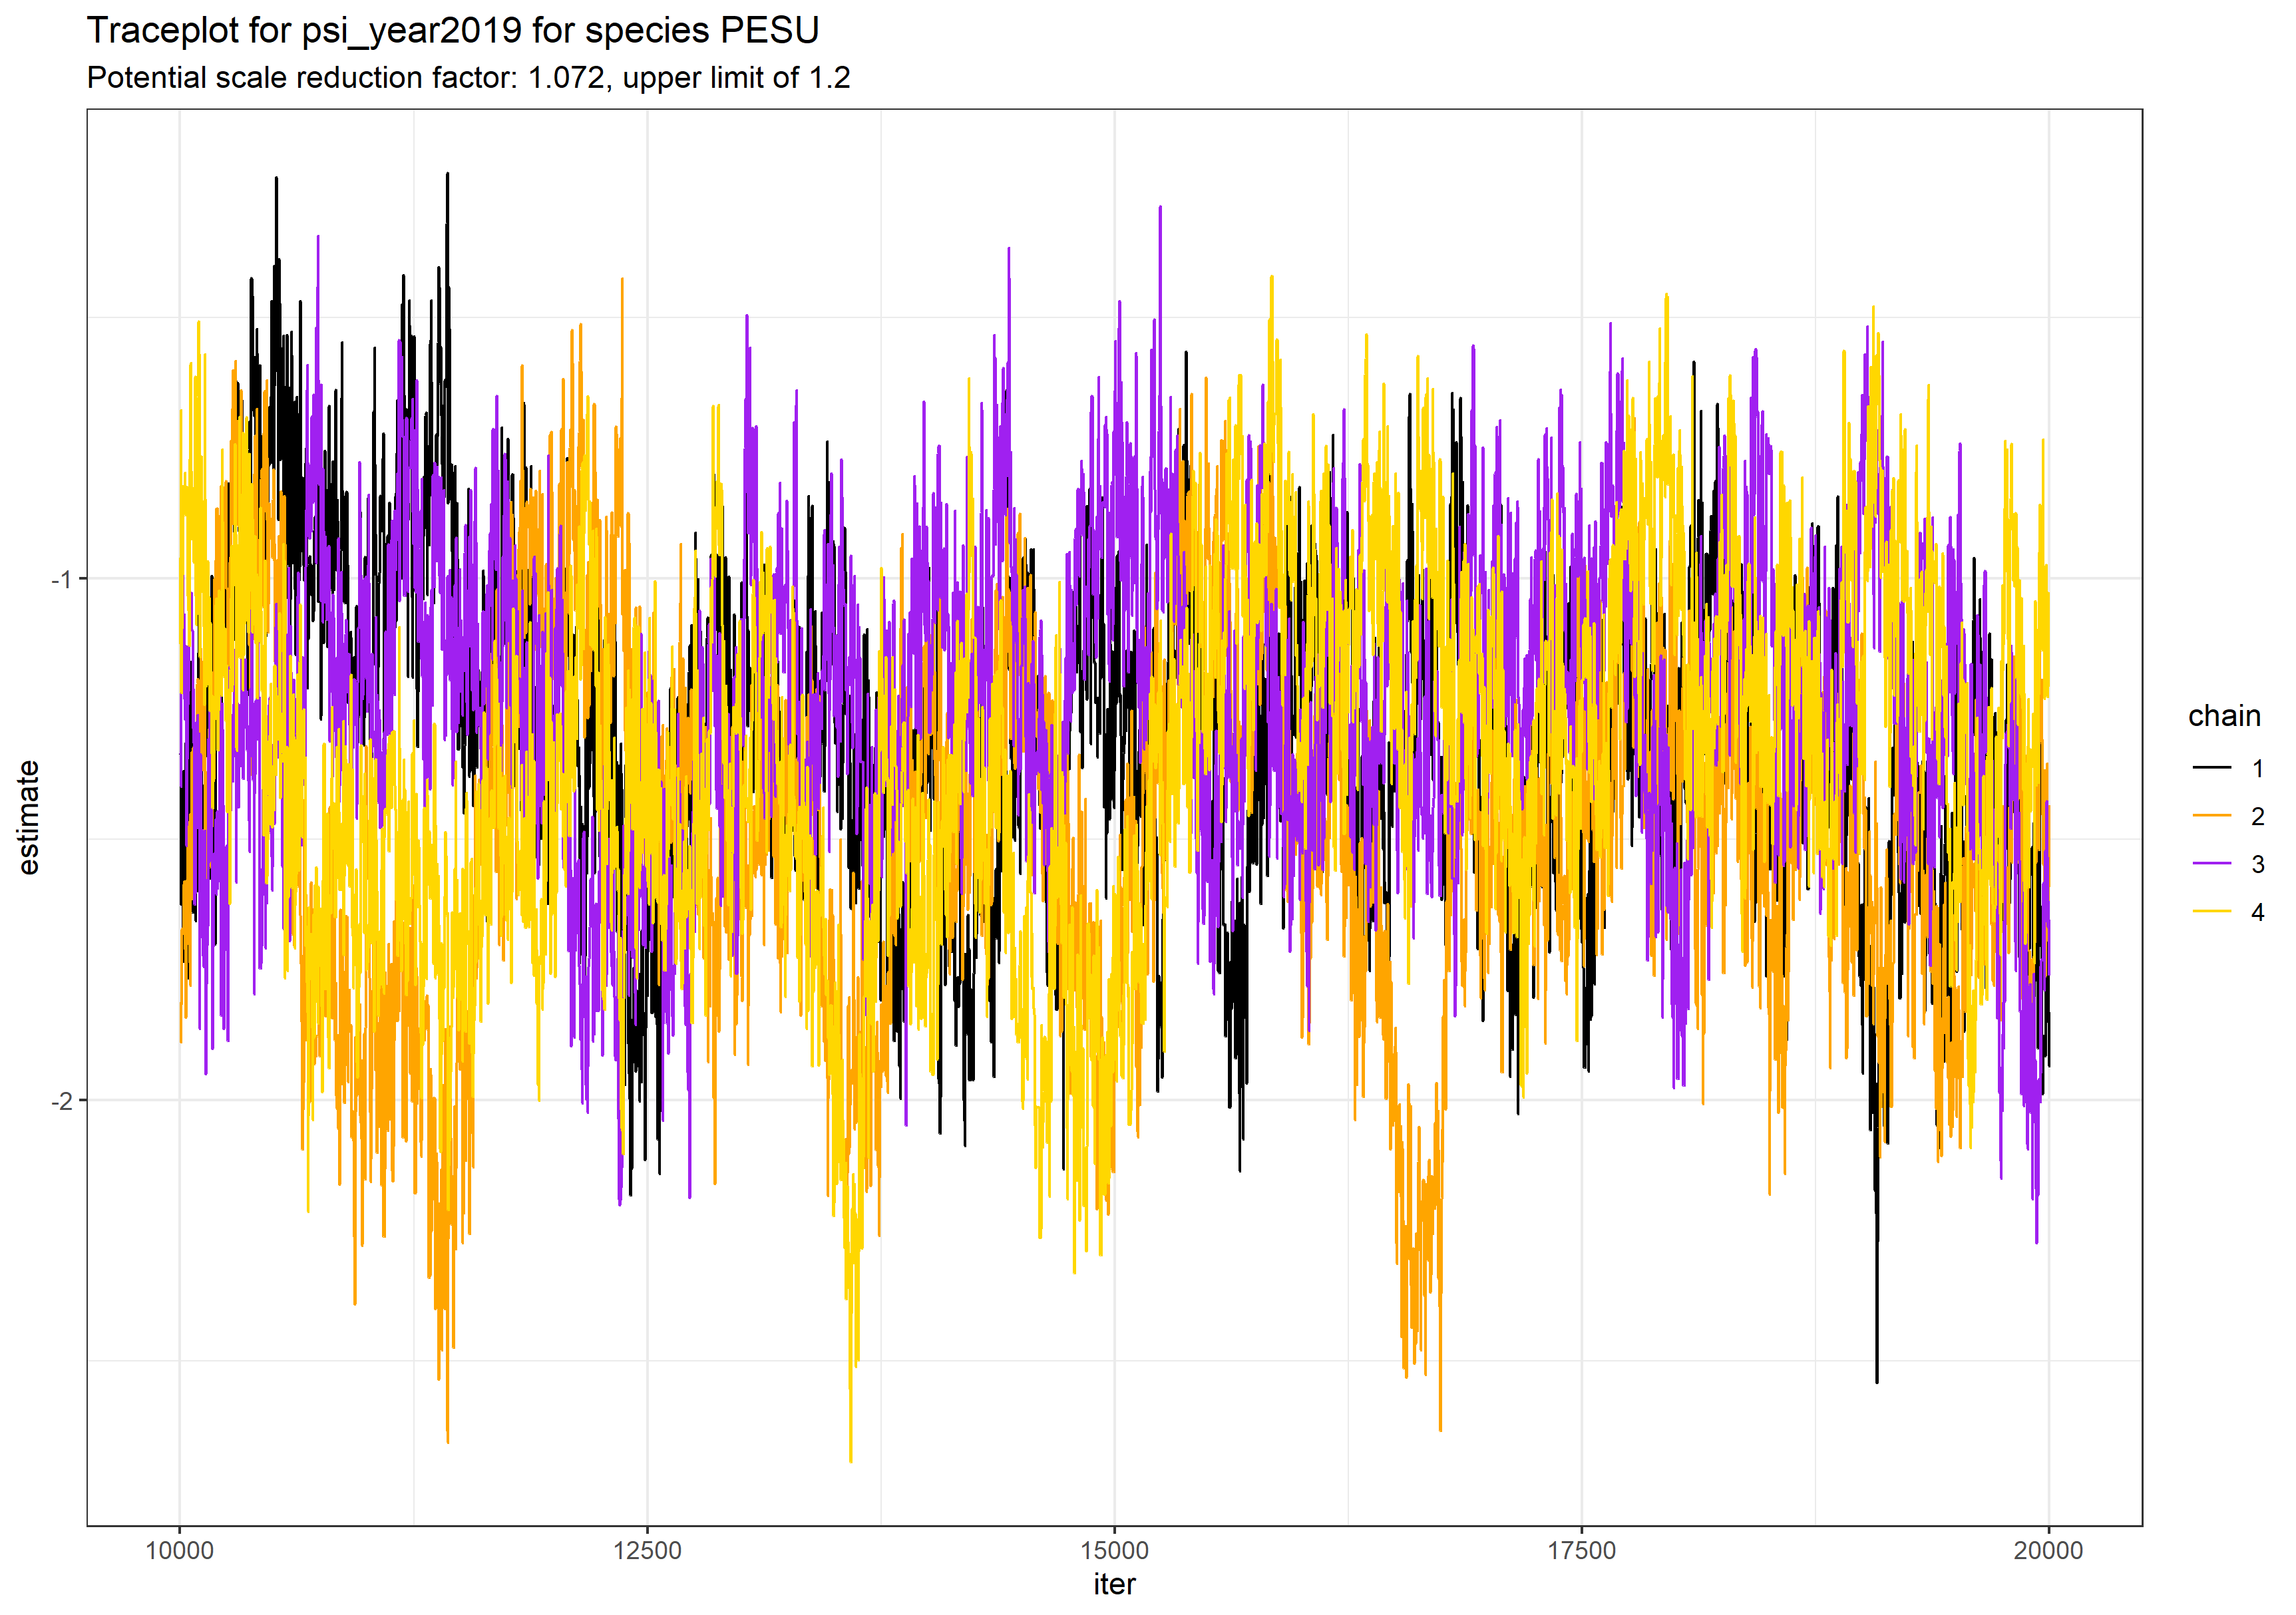 Traceplot for psi_year2019 for species PESU
Potential scale reduction factor: 1.072, upper limit of 1.2
estimate
-1
-2
10000 12500 15000 17500 20000
iter
chain
1
2
3
4